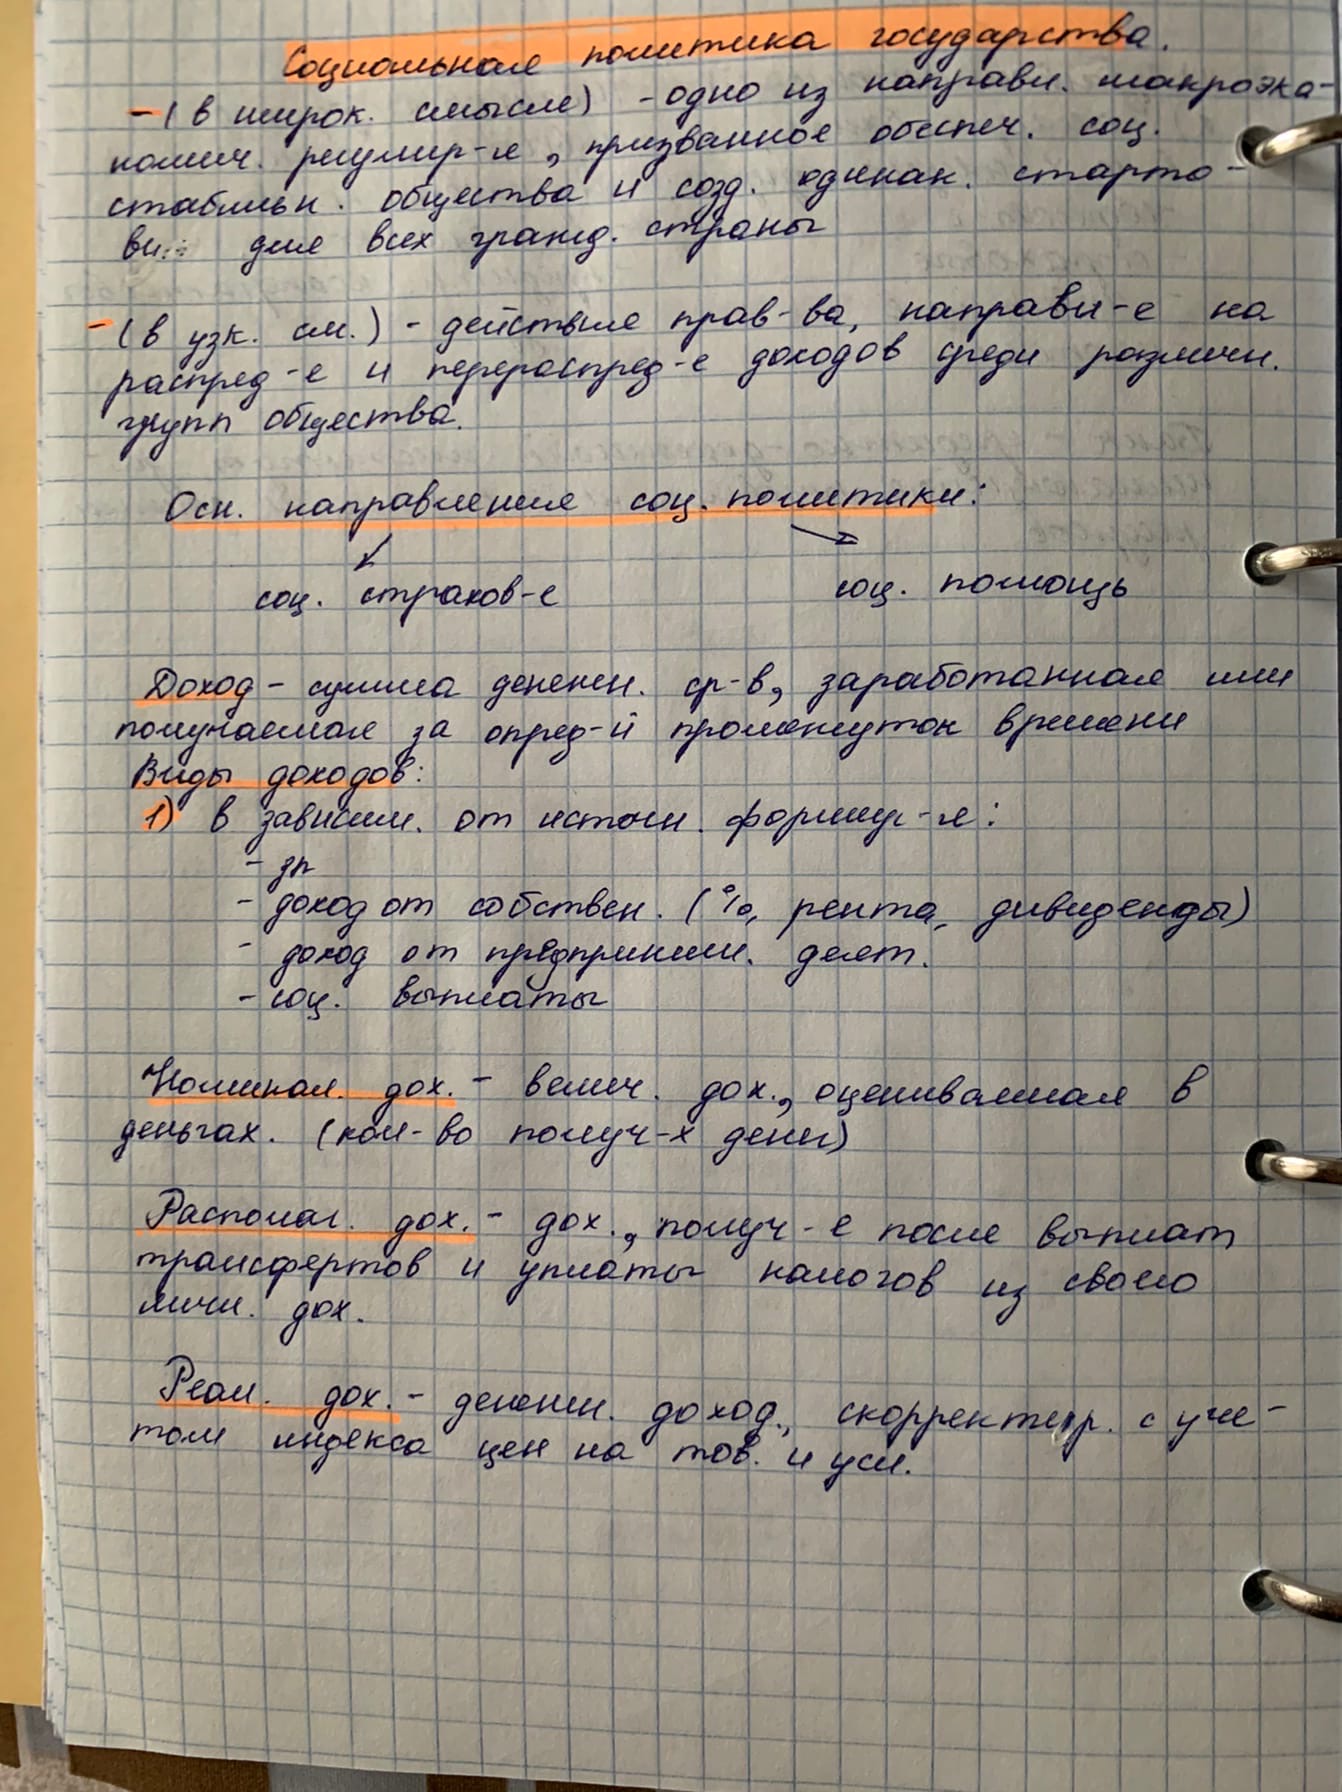 Социальная политика государства.
- (в широк. смысле) - одно из направл. макроэко-
номич. регулир-я, призванное обеспеч. соц.
стабильн. общества и созд. одинак. старто-
для всех гражд. страны
- (в узк. см.) - действие прав-ва, направл-е на
распред-е и перераспред-е доходов среди различн.
групп общества.
Осн. направления соц. политики:
соц. страхов-е соц. помощь
Доход - сумма денежн. ср-в, заработанная или
получаемая за опред-й промежуток времени
Виды доходов:
1) в зависим. от источн. формир-я:
- зп
- доход от собствен. (%, рента, дивиденды)
- доход от предприним. деят.
- соц. выплаты
Номинал. дох. - велич. дох., оцениваемая в
деньгах. (кол-во получ-х денег)
Располаг. дох. - дох., получ-е после выплат
трансфертов и уплаты налогов из своего
личн. дох.
Реал. дох. - денежн. доход, скорректир. с уче-
том индекса цен на тов. и усл.